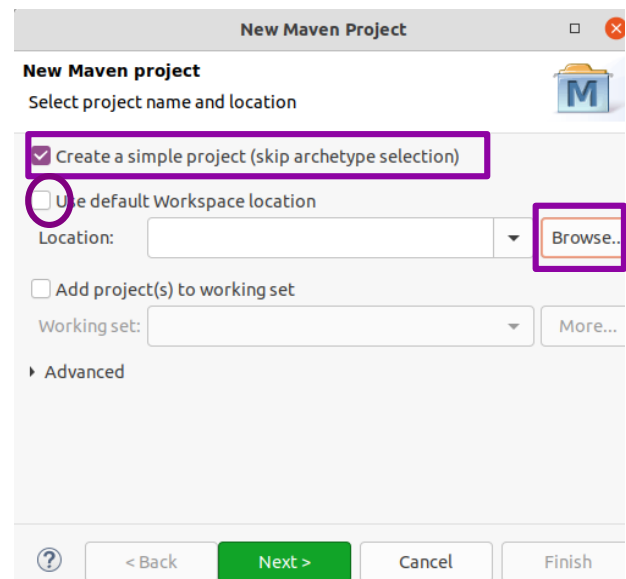 New Maven Project
New Maven project
Select project name and location
M
Create a simple project (skip archetype selection)
Use default Workspace location
Location:
Browse..
Add project(s) to working set
Working set:
More...
Advanced
?
< Back
Next >
Cancel
Finish